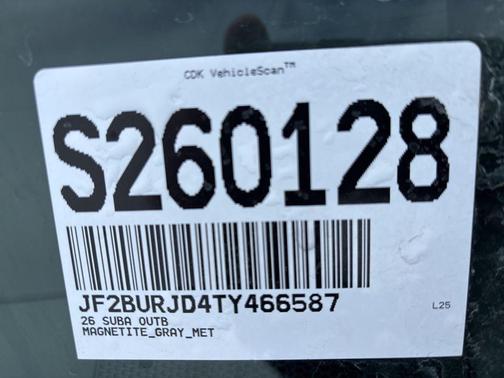 CDK VehicleScan™
S260128
JF2BURJD4TY466587
L25
26 SUBA OUTB
MAGNETITE_GRAY_MET